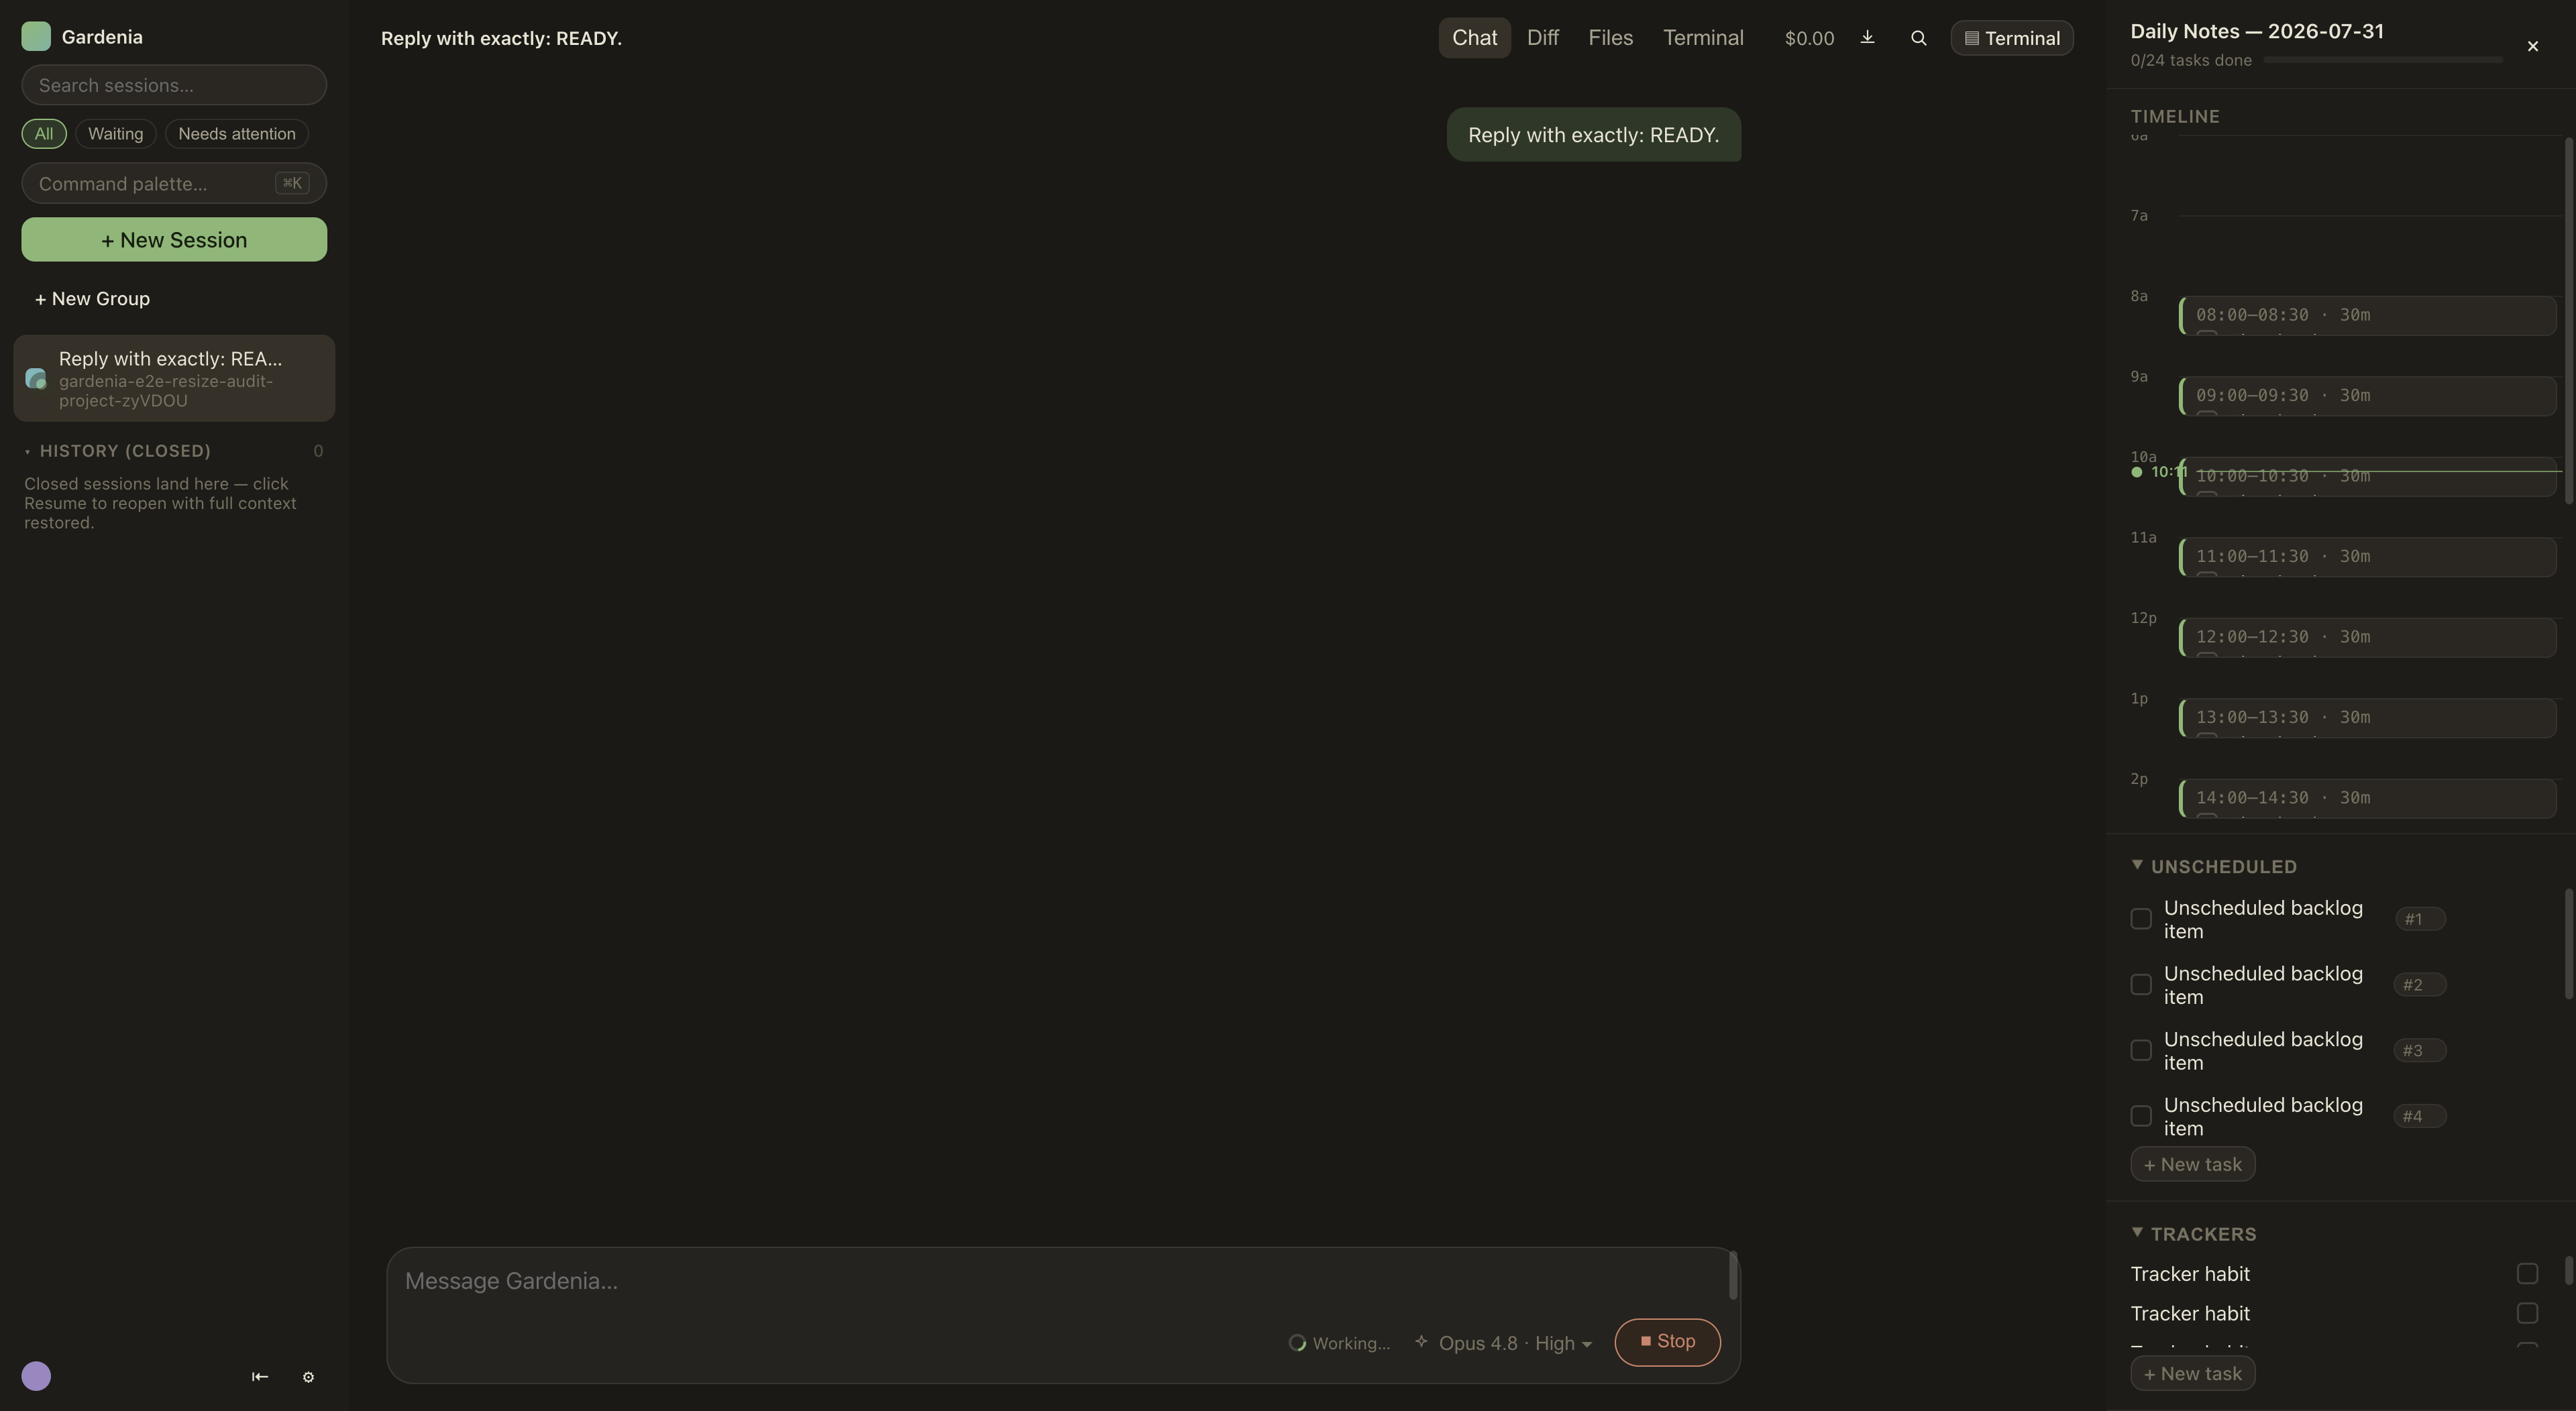 Gardenia
Search sessions...
All
Waiting
Needs attention
Command palette...
⌘K
+ New Session
+ New Group
Reply with exactly: REA...
gardenia-e2e-resize-audit-
project-zyVDOU
HISTORY (CLOSED)
0
Closed sessions land here — click
Resume to reopen with full context
restored.
Reply with exactly: READY.
Chat
Diff
Files
Terminal
$0.00
Terminal
Reply with exactly: READY.
Message Gardenia...
Working...
Opus 4.8 · High
Stop
Daily Notes — 2026-07-31
0/24 tasks done
TIMELINE
6a
7a
8a
08:00–08:30 · 30m
9a
09:00–09:30 · 30m
10a
10:11
10:00–10:30 · 30m
11a
11:00–11:30 · 30m
12p
12:00–12:30 · 30m
1p
13:00–13:30 · 30m
2p
14:00–14:30 · 30m
UNSCHEDULED
Unscheduled backlog
item
#1
Unscheduled backlog
item
#2
Unscheduled backlog
item
#3
Unscheduled backlog
item
#4
+ New task
TRACKERS
Tracker habit
Tracker habit
+ New task